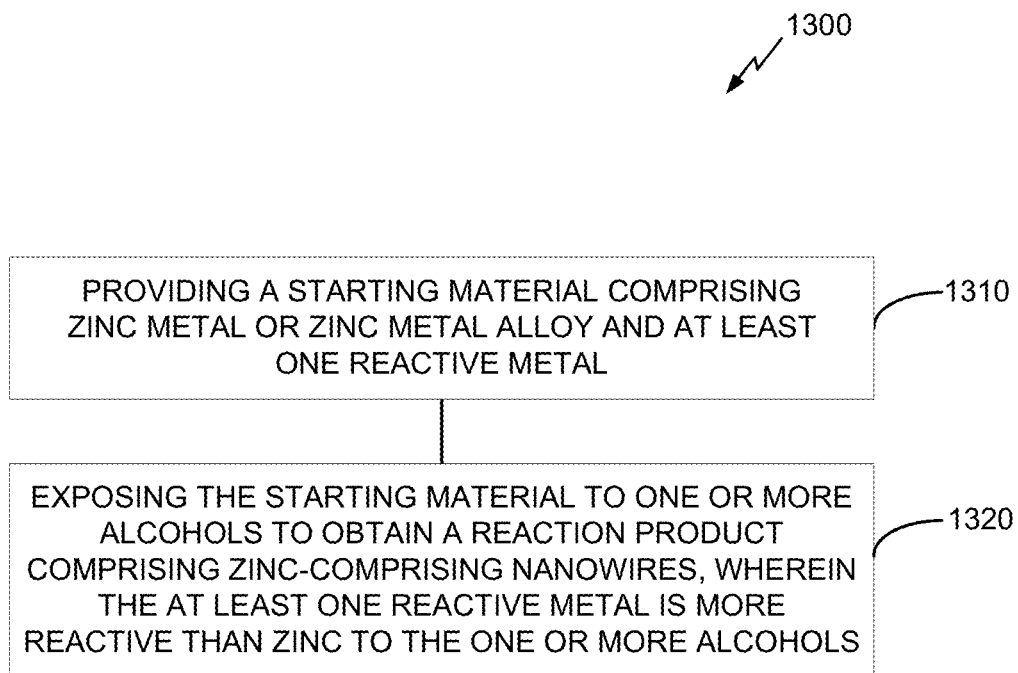 1300
PROVIDING A STARTING MATERIAL COMPRISING
ZINC METAL OR ZINC METAL ALLOY AND AT LEAST
ONE REACTIVE METAL
1310
EXPOSING THE STARTING MATERIAL TO ONE OR MORE
ALCOHOLS TO OBTAIN A REACTION PRODUCT
COMPRISING ZINC-COMPRISING NANOWIRES, WHEREIN
THE AT LEAST ONE REACTIVE METAL IS MORE
REACTIVE THAN ZINC TO THE ONE OR MORE ALCOHOLS
1320